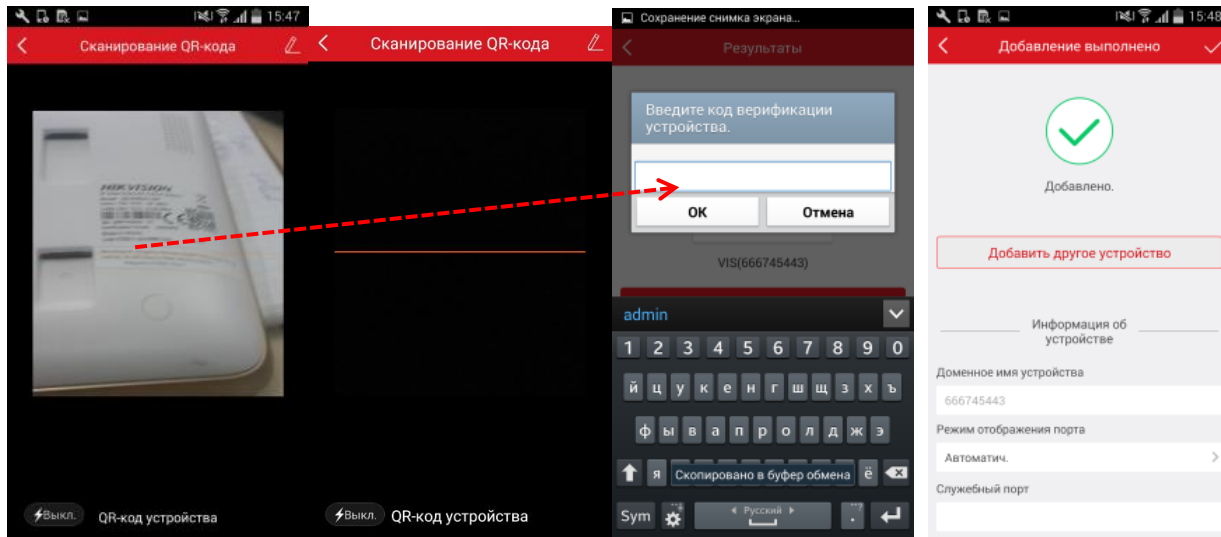 15:47
Сканирование QR-кода
HIKVISION
⚡Выкл.
QR-код устройства
Сканирование QR-кода
⚡Выкл.
QR-код устройства
Сохранение снимка экрана...
Результаты
Введите код верификации
устройства.
OK Отмена
VIS(666745443)
admin
1 2 3 4 5 6 7 8 9 0
й ц у к е н г ш щ з х ъ
ф ы в а п р о л д ж э
я Скопировано в буфер обмена ё
Sym Русский .
15:48
Добавление выполнено
Добавлено.
Добавить другое устройство
Информация об
устройстве
Доменное имя устройства
666745443
Режим отображения порта
Автоматич.
Служебный порт